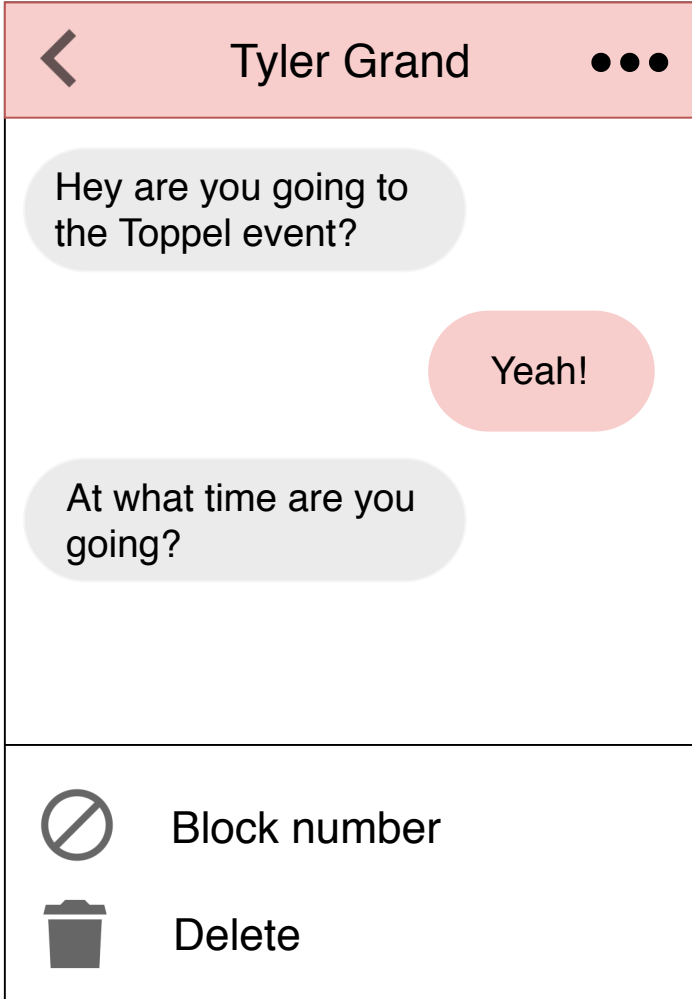 Tyler Grand
Hey are you going to
the Toppel event?
Yeah!
At what time are you
going?
Block number
Delete